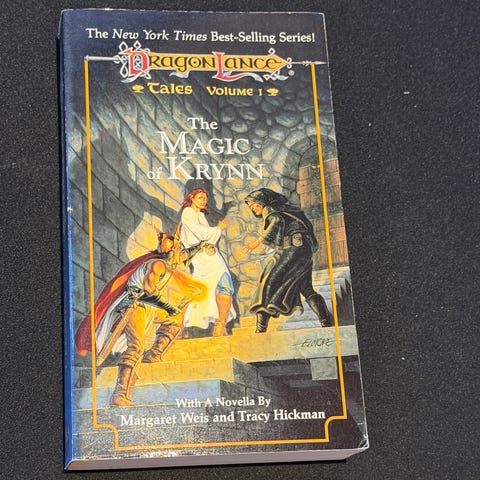 The New York Times Best-Selling Series!
DRAGONLANCE®
TALES VOLUME 1
The
MAGIC
of KRYNN
ELMORE
With A Novella By
Margaret Weis and Tracy Hickman